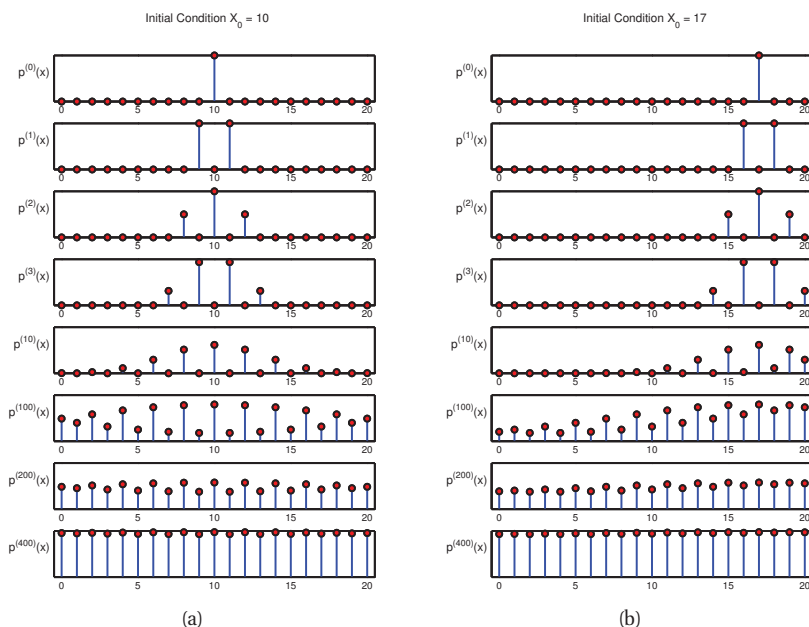 Initial Condition X_0 = 10
p^(0)(x)
0 5 10 15 20
p^(1)(x)
0 5 10 15 20
p^(2)(x)
0 5 10 15 20
p^(3)(x)
0 5 10 15 20
p^(10)(x)
0 5 10 15 20
p^(100)(x)
0 5 10 15 20
p^(200)(x)
0 5 10 15 20
p^(400)(x)
0 5 10 15 20
(a)
Initial Condition X_0 = 17
p^(0)(x)
0 5 10 15 20
p^(1)(x)
0 5 10 15 20
p^(2)(x)
0 5 10 15 20
p^(3)(x)
0 5 10 15 20
p^(10)(x)
0 5 10 15 20
p^(100)(x)
0 5 10 15 20
p^(200)(x)
0 5 10 15 20
p^(400)(x)
0 5 10 15 20
(b)